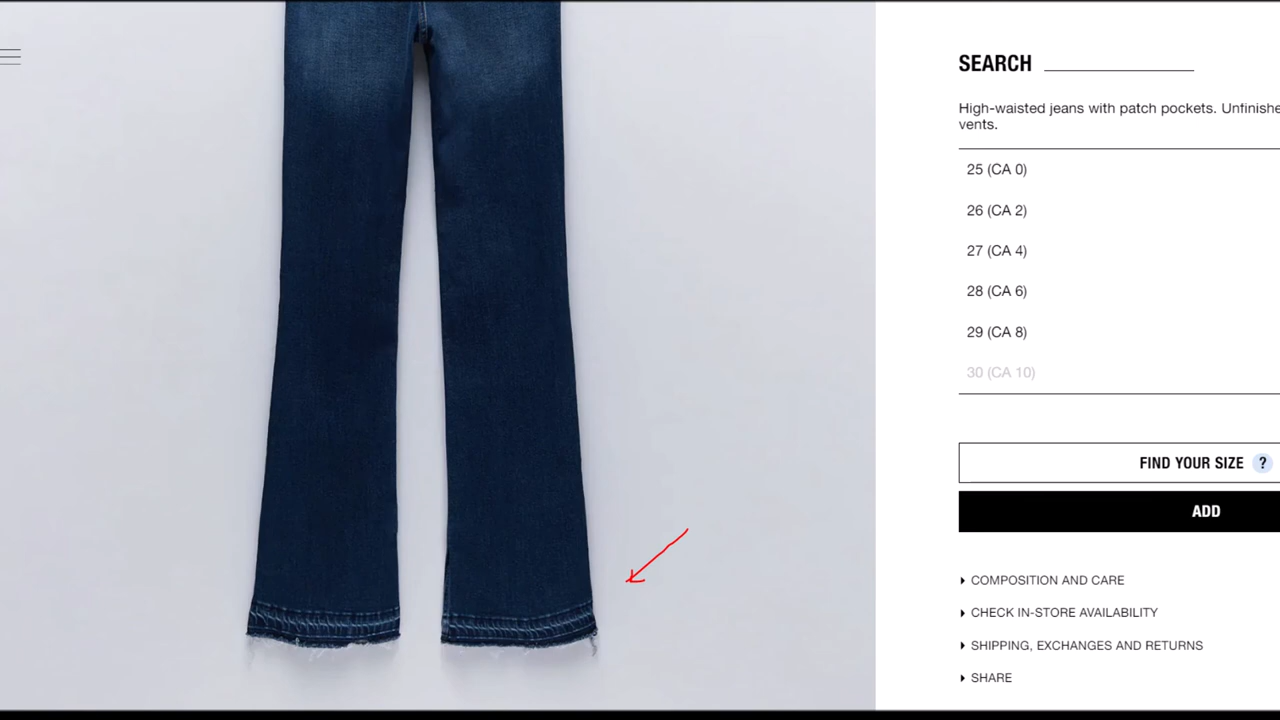 SEARCH
High-waisted jeans with patch pockets.
vents.
25 (CA 0)
26 (CA 2)
27 (CA 4)
28 (CA 6)
29 (CA 8)
30 (CA 10)
FIND YOUR SIZE ?
ADD
COMPOSITION AND CARE
CHECK IN-STORE AVAILABILITY
SHIPPING, EXCHANGES AND RETURNS
SHARE